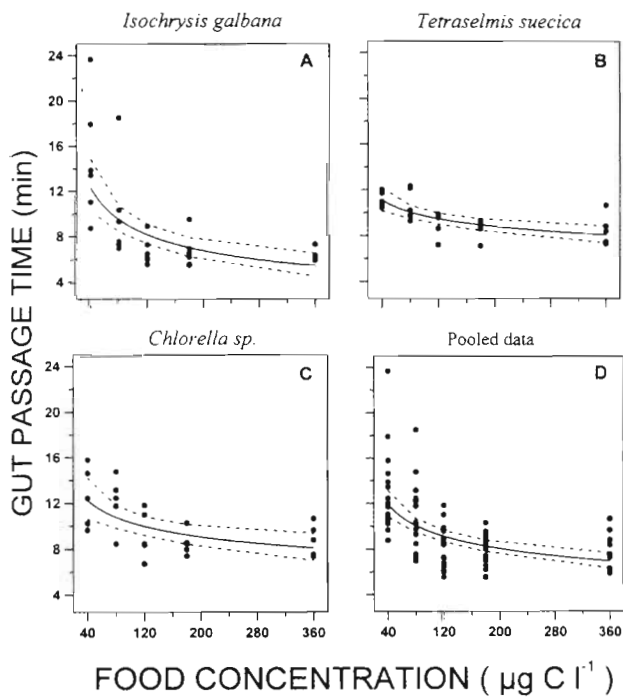 Isochrysis galbana
Tetraselmis suecica
A
B
24
20
16
12
8
4
Chlorella sp.
Pooled data
C
D
24
20
16
12
8
4
40 120 200 280 360
40 120 200 280 360
GUT PASSAGE TIME (min)
FOOD CONCENTRATION ( µg C l⁻¹ )